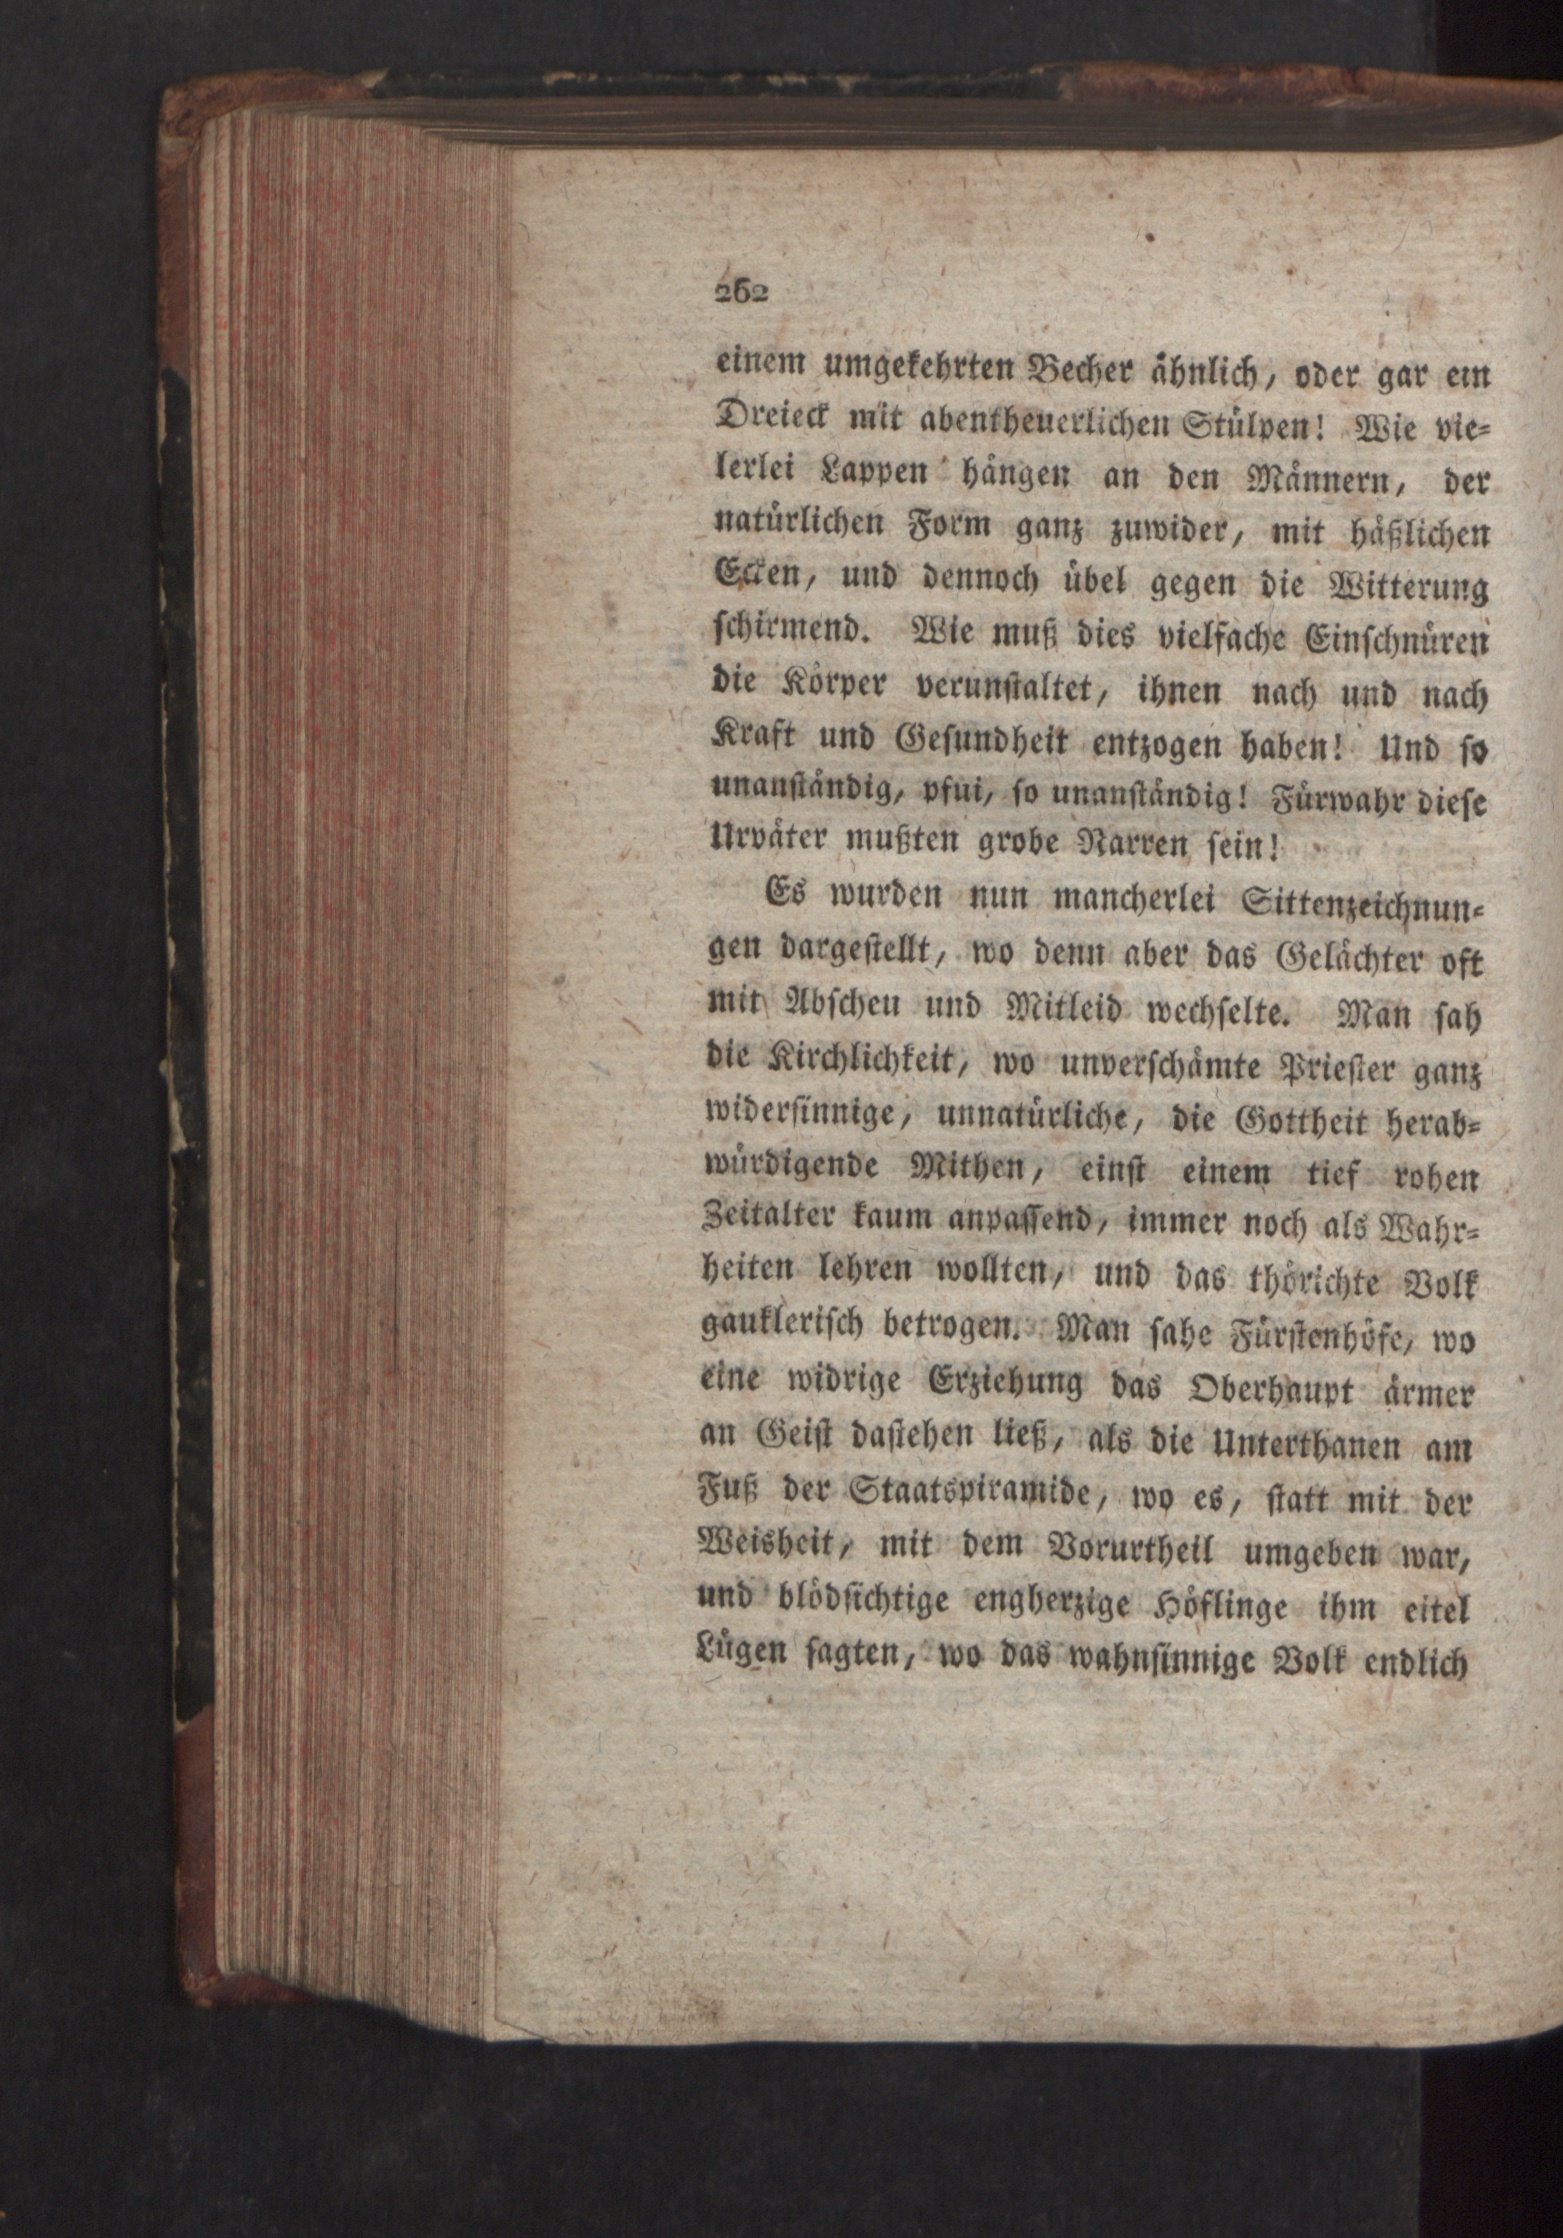 262
einem umgekehrten Becher ähnlich, oder gar ein
Dreieck mit abentheuerlichen Stülpen! Wie vie-
lerlei Lappen hängen an den Männern, der
natürlichen Form ganz zuwider, mit häßlichen
Ecken, und dennoch übel gegen die Witterung
schirmend. Wie muß dies vielfache Einschnüren
die Körper verunstaltet, ihnen nach und nach
Kraft und Gesundheit entzogen haben! Und so
unanständig, pfui, so unanständig! Fürwahr diese
Urväter mußten grobe Narren sein!
Es wurden nun mancherlei Sittenzeichnun-
gen dargestellt, wo denn aber das Gelächter oft
mit Abscheu und Mitleid wechselte. Man sah
die Kirchlichkeit, wo unverschämte Priester ganz
widersinnige, unnatürliche, die Gottheit herab-
würdigende Mithen, einst einem tief rohen
Zeitalter kaum anpassend, immer noch als Wahr-
heiten lehren wollten, und das thörichte Volk
gauklerisch betrogen. Man sahe Fürstenhöfe, wo
eine widrige Erziehung das Oberhaupt ärmer
an Geist dastehen ließ, als die Unterthanen am
Fuß der Staatspiramide, wo es, statt mit der
Weisheit, mit dem Vorurtheil umgeben war,
und blödsichtige engherzige Höflinge ihm eitel
Lügen sagten, wo das wahnsinnige Volk endlich